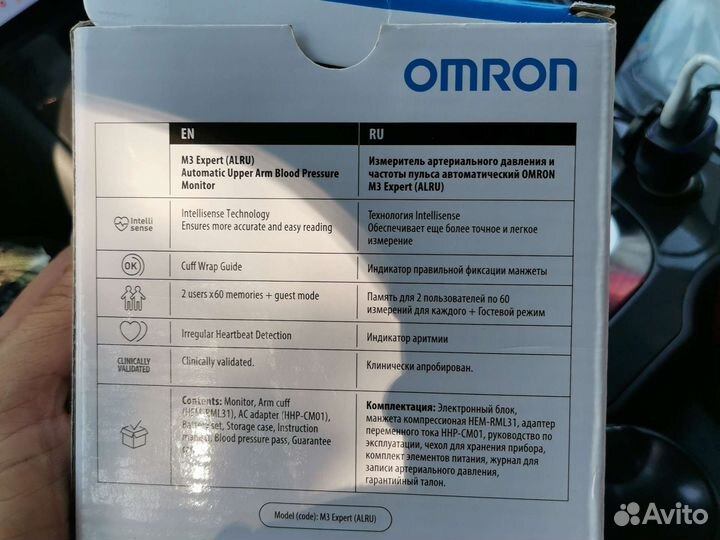 OMRON
EN
RU
M3 Expert (ALRU)
Automatic Upper Arm Blood Pressure
Monitor
Измеритель артериального давления и
частоты пульса автоматический OMRON
M3 Expert (ALRU)
Intelli
sense
Intellisense Technology
Ensures more accurate and easy reading
Технология Intellisense
Обеспечивает еще более точное и легкое
измерение
OK
Cuff Wrap Guide
Индикатор правильной фиксации манжеты
2 users x60 memories + guest mode
Память для 2 пользователей по 60
измерений для каждого + Гостевой режим
Irregular Heartbeat Detection
Индикатор аритмии
CLINICALLY
VALIDATED
Clinically validated.
Клинически апробирован.
Contents: Monitor, Arm cuff
(HEM-RML31), AC adapter (HHP-CM01),
Battery set, Storage case, Instruction
manual, Blood pressure pass, Guarantee
Комплектация: Электронный блок,
манжета компрессионная HEM-RML31, адаптер
переменного тока HHP-CM01, руководство по
эксплуатации, чехол для хранения прибора,
комплект элементов питания, журнал для
записи артериального давления,
гарантийный талон.
Model (code): M3 Expert (ALRU)
Avito